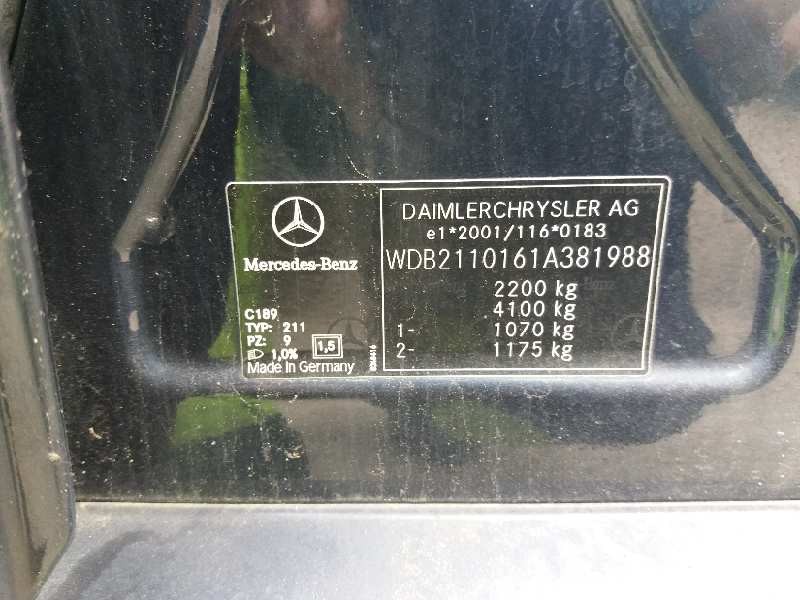 Mercedes-Benz
C189
TYP: 211
PZ: 9
1,0%
1,5
Made In Germany
DAIMLERCHRYSLER AG
e1*2001/116*0183
WDB2110161A381988
2200 kg
4100 kg
1- 1070 kg
2- 1175 kg